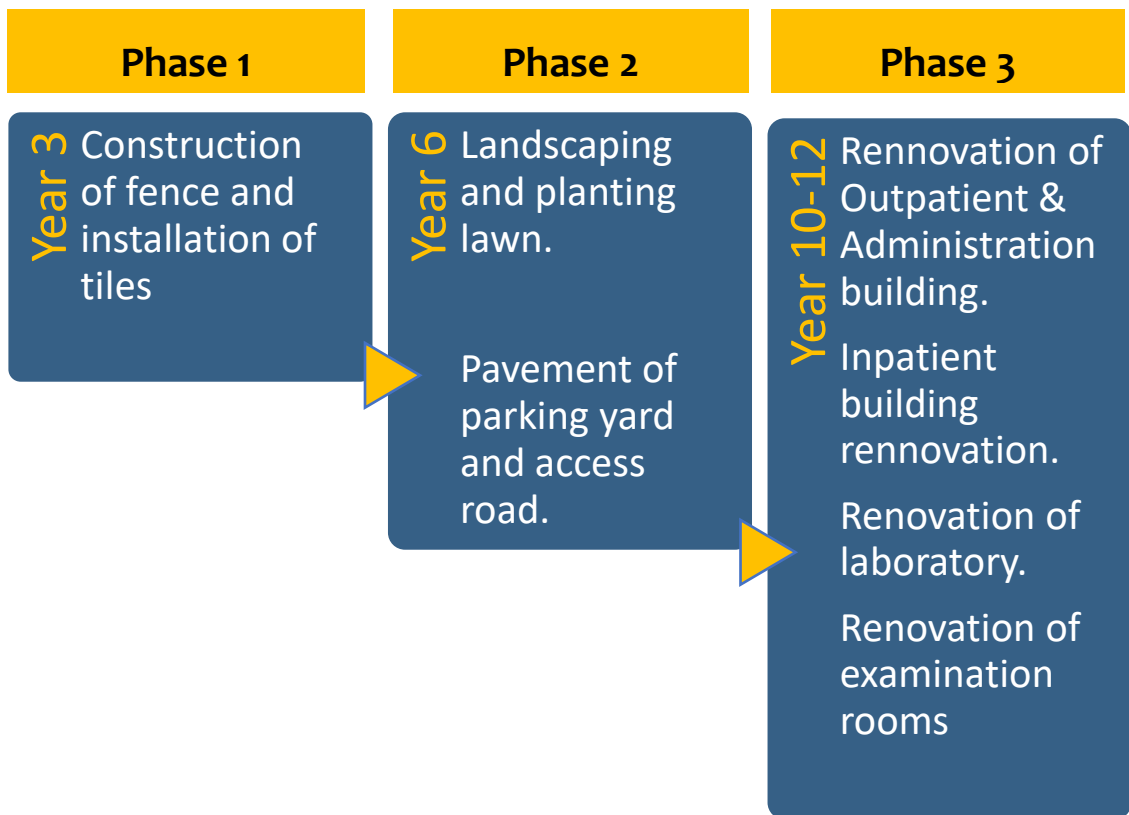 Phase 1
Year 3
Construction
of fence and
installation of
tiles
Phase 2
Year 6
Landscaping
and planting
lawn.
Pavement of
parking yard
and access
road.
Phase 3
Year 10-12
Rennovation of
Outpatient &
Administration
building.
Inpatient
building
rennovation.
Renovation of
laboratory.
Renovation of
examination
rooms